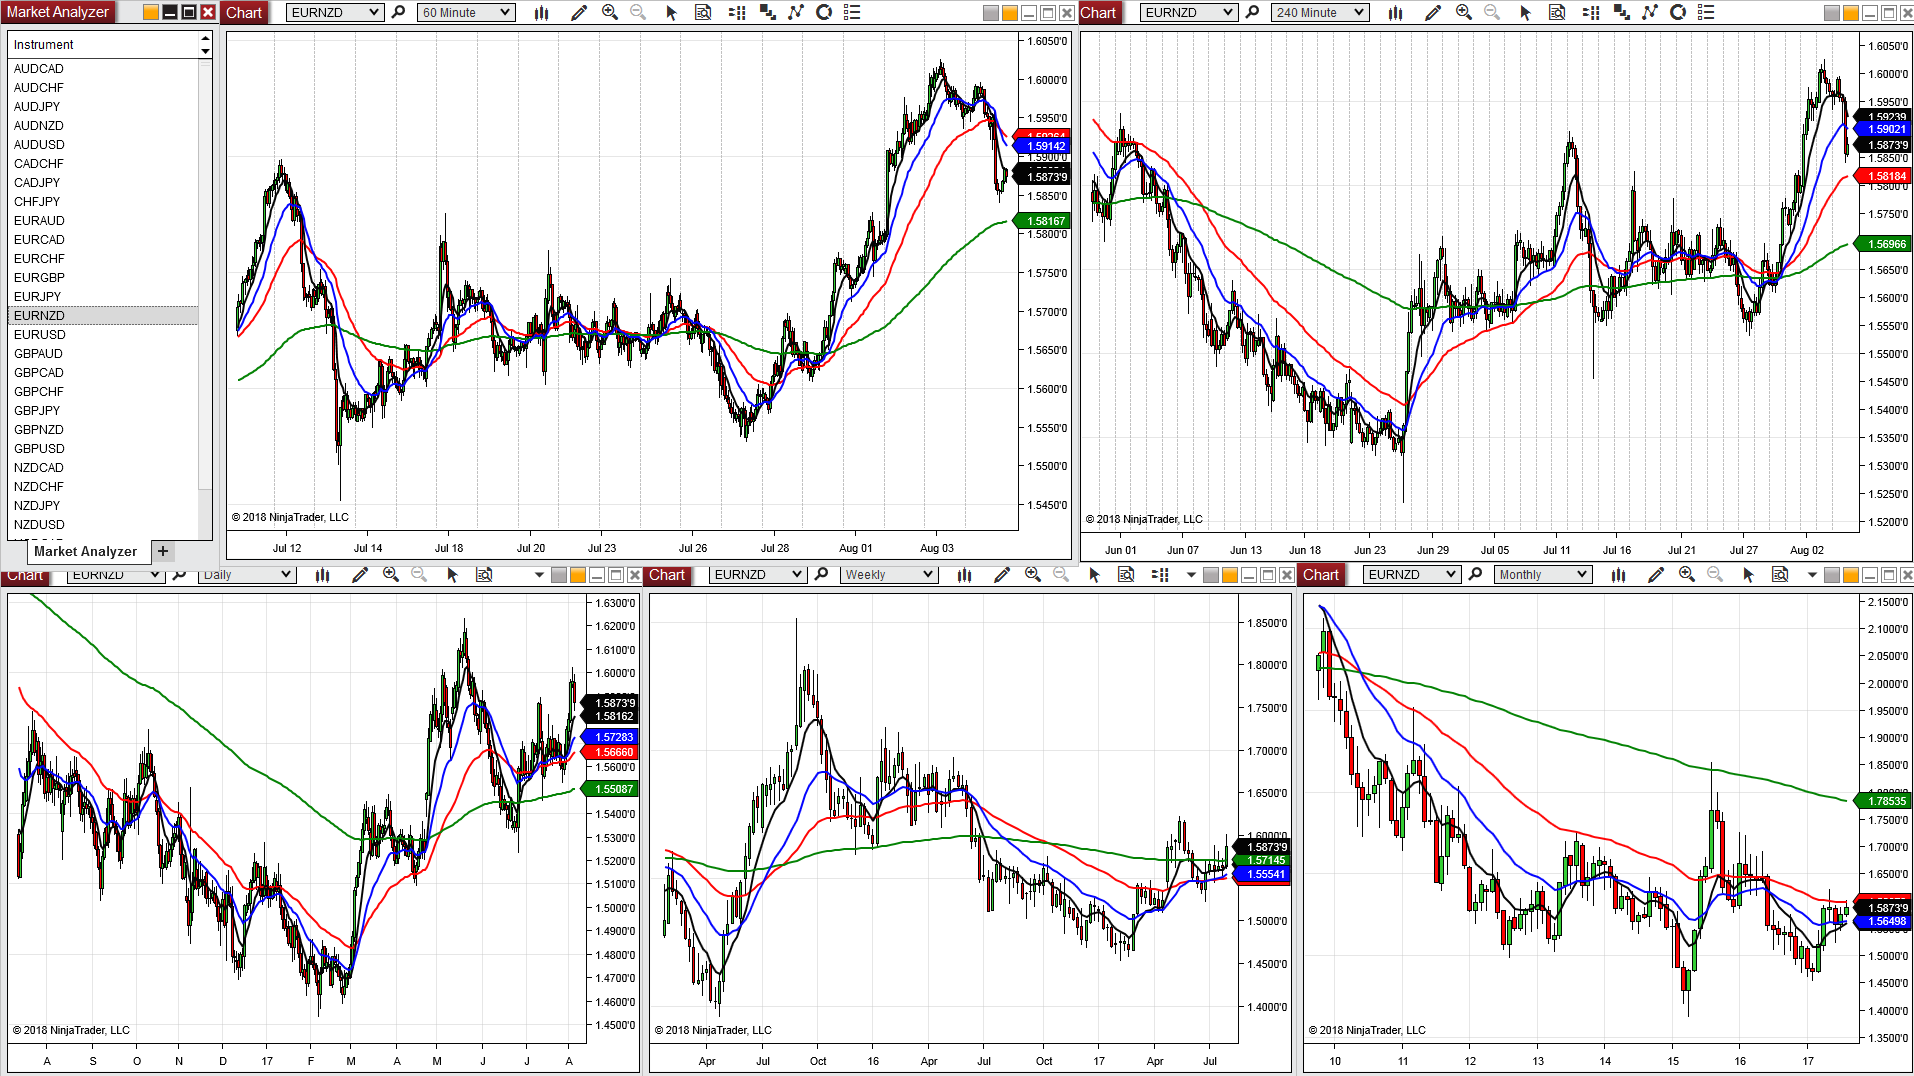 Market Analyzer
Instrument
AUDCAD
AUDCHF
AUDJPY
AUDNZD
AUDUSD
CADCHF
CADJPY
CHFJPY
EURAUD
EURCAD
EURCHF
EURGBP
EURJPY
EURNZD
EURUSD
GBPAUD
GBPCAD
GBPCHF
GBPJPY
GBPNZD
GBPUSD
NZDCAD
NZDCHF
NZDJPY
NZDUSD
Market Analyzer +
Chart EURNZD 60 Minute
1.6050'0
1.6000'0
1.5950'0
1.59142
1.5900'0
1.5873'9
1.5850'0
1.58167
1.5800'0
1.5750'0
1.5700'0
1.5650'0
1.5600'0
1.5550'0
1.5500'0
1.5450'0
© 2018 NinjaTrader, LLC
Jul 12 Jul 14 Jul 18 Jul 20 Jul 23 Jul 26 Jul 28 Aug 01 Aug 03
Chart EURNZD 240 Minute
1.6050'0
1.6000'0
1.5950'0
1.59239
1.59021
1.5873'9
1.5850'0
1.58184
1.5800'0
1.5750'0
1.56966
1.5650'0
1.5600'0
1.5550'0
1.5500'0
1.5450'0
1.5400'0
1.5350'0
1.5300'0
1.5250'0
1.5200'0
© 2018 NinjaTrader, LLC
Jun 01 Jun 07 Jun 13 Jun 18 Jun 23 Jun 29 Jul 05 Jul 11 Jul 16 Jul 21 Jul 27 Aug 02
Chart EURNZD Daily
1.6300'0
1.6200'0
1.6100'0
1.6000'0
1.5873'9
1.58162
1.57283
1.56660
1.5600'0
1.55087
1.5400'0
1.5300'0
1.5200'0
1.5100'0
1.5000'0
1.4900'0
1.4800'0
1.4700'0
1.4600'0
1.4500'0
© 2018 NinjaTrader, LLC
A S O N D 17 F M A M J J A
Chart EURNZD Weekly
1.8500'0
1.8000'0
1.7500'0
1.7000'0
1.6500'0
1.6000'0
1.5873'9
1.57145
1.55541
1.5000'0
1.4500'0
1.4000'0
© 2018 NinjaTrader, LLC
Apr Jul Oct 16 Apr Jul Oct 17 Apr Jul
Chart EURNZD Monthly
2.1500'0
2.1000'0
2.0500'0
2.0000'0
1.9500'0
1.9000'0
1.8500'0
1.78535
1.7500'0
1.7000'0
1.6500'0
1.5873'9
1.56498
1.5000'0
1.4500'0
1.4000'0
1.3500'0
© 2018 NinjaTrader, LLC
10 11 12 13 14 15 16 17